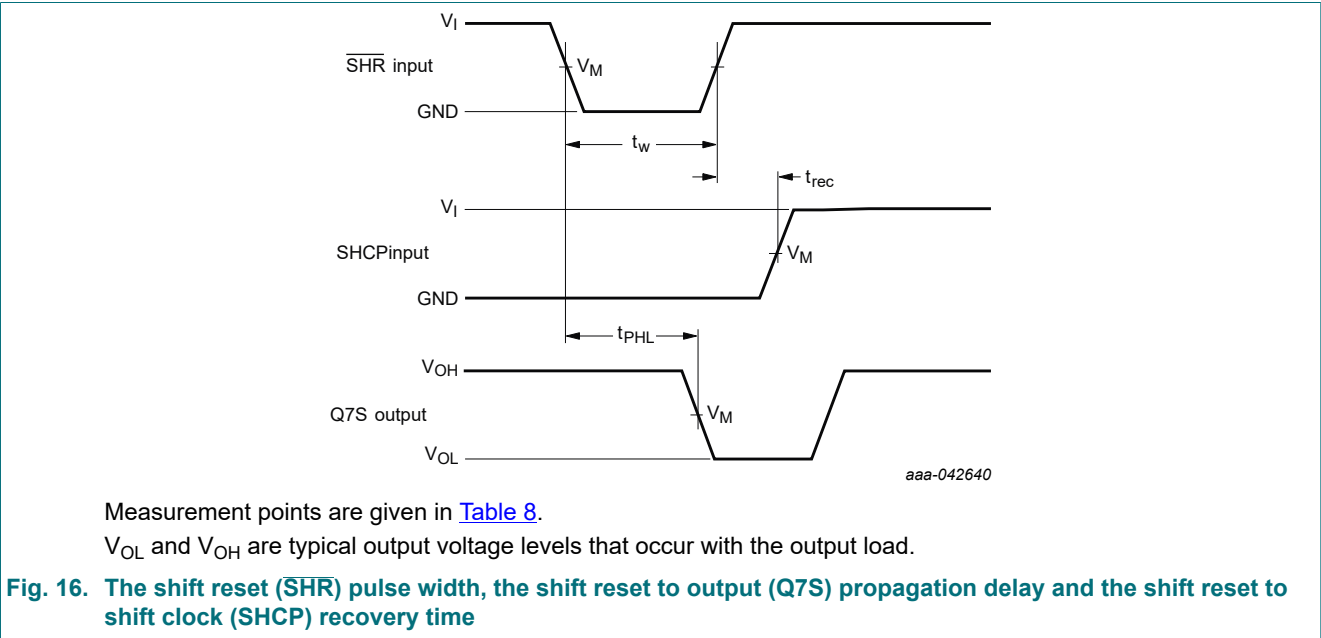 VI
SHR input
VM
GND
tw
trec
VI
SHCPinput
VM
GND
tPHL
VOH
Q7S output
VM
VOL
aaa-042640
Measurement points are given in Table 8.
VOL and VOH are typical output voltage levels that occur with the output load.
Fig. 16. The shift reset (SHR) pulse width, the shift reset to output (Q7S) propagation delay and the shift reset to
shift clock (SHCP) recovery time